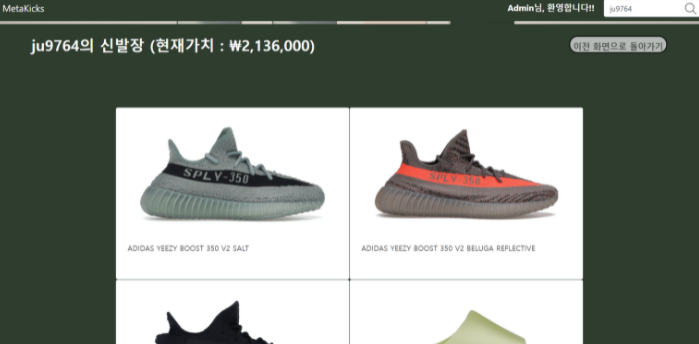 MetaKicks
Admin님, 환영합니다!!
ju9764
ju9764의 신발장 (현재가치 : ₩2,136,000)
이전 화면으로 돌아가기
SPLY-350
SPLY-350
ADIDAS YEEZY BOOST 350 V2 SALT
ADIDAS YEEZY BOOST 350 V2 BELUGA REFLECTIVE